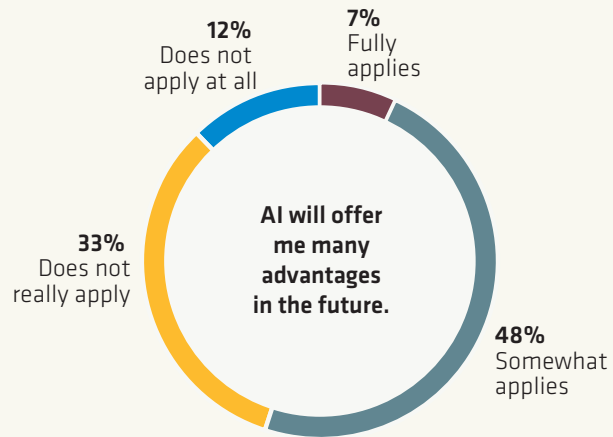 12%
Does not
apply at all
7%
Fully
applies
AI will offer
me many
advantages
in the future.
33%
Does not
really apply
48%
Somewhat
applies